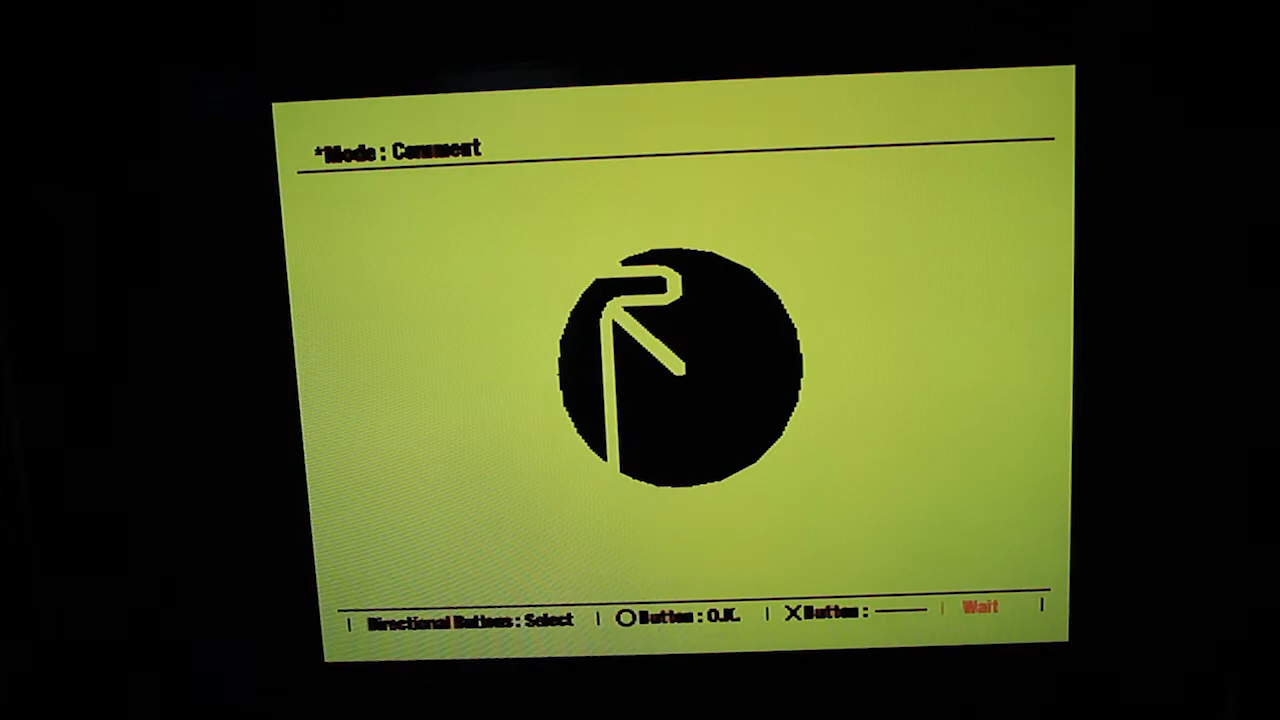 *Mode : Comment
| Directional Buttons : Select | ○Button : O.K. | ✕Button : —— | Wait |